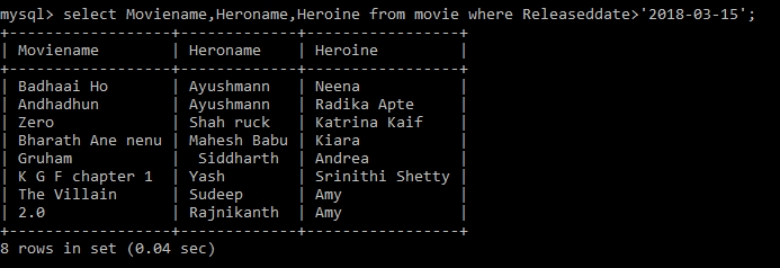 mysql> select Moviename,Heroname,Heroine from movie where Releaseddate>'2018-03-15';
+------------------+-------------+-----------------+
| Moviename        | Heroname    | Heroine         |
+------------------+-------------+-----------------+
| Badhaai Ho       | Ayushmann   | Neena           |
| Andhadhun        | Ayushmann   | Radika Apte     |
| Zero             | Shah ruck   | Katrina Kaif    |
| Bharath Ane nenu | Mahesh Babu | Kiara           |
| Gruham           |  Siddharth  | Andrea          |
| K G F chapter 1  | Yash        | Srinithi Shetty |
| The Villain      | Sudeep      | Amy             |
| 2.0              | Rajnikanth  | Amy             |
+------------------+-------------+-----------------+
8 rows in set (0.04 sec)